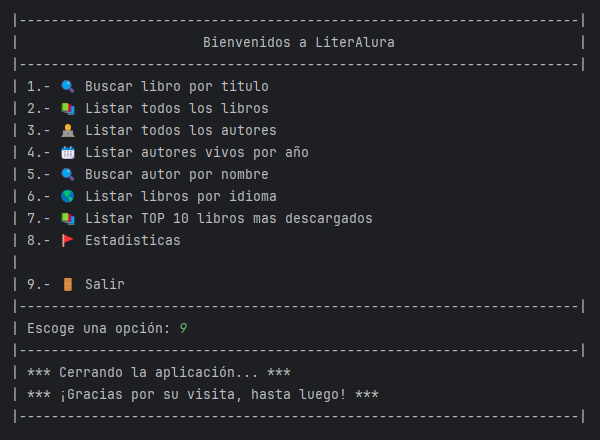 |----------------------------------------------------------------------|
| Bienvenidos a LiterAlura |
|----------------------------------------------------------------------|
| 1.- 🔍 Buscar libro por titulo
| 2.- 📚 Listar todos los libros
| 3.- 👨‍💻 Listar todos los autores
| 4.- 📅 Listar autores vivos por año
| 5.- 🔍 Buscar autor por nombre
| 6.- 🌎 Listar libros por idioma
| 7.- 📚 Listar TOP 10 libros mas descargados
| 8.- 🚩 Estadisticas
|
| 9.- 🚪 Salir
|----------------------------------------------------------------------|
| Escoge una opción: 9
|----------------------------------------------------------------------|
| *** Cerrando la aplicación... ***
| *** ¡Gracias por su visita, hasta luego! ***
|----------------------------------------------------------------------|